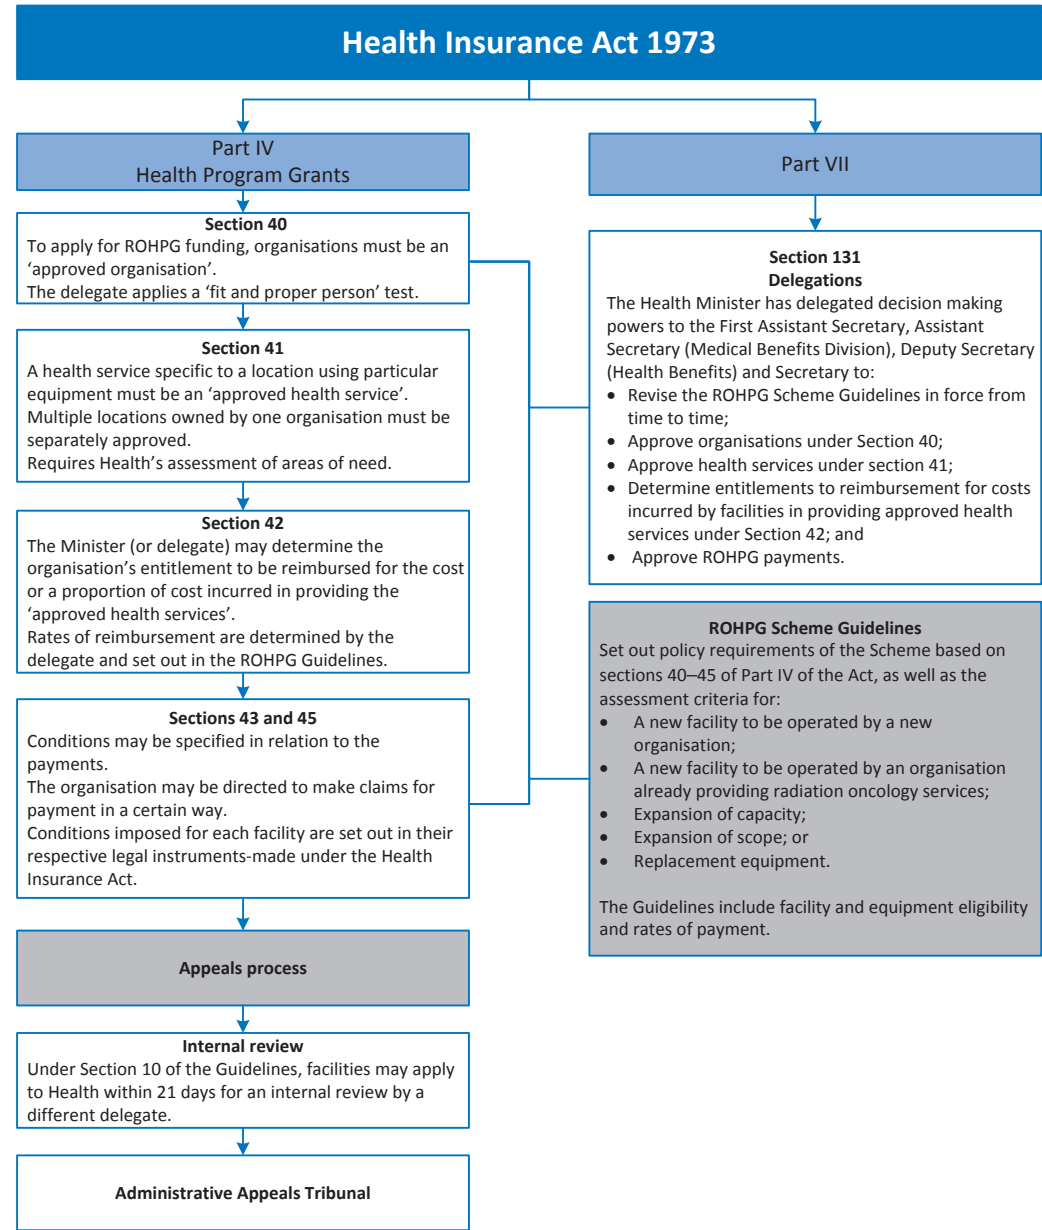 Health Insurance Act 1973
Part IV
Health Program Grants
Section 40
To apply for ROHPG funding, organisations must be an
‘approved organisation’.
The delegate applies a ‘fit and proper person’ test.
Section 41
A health service specific to a location using particular
equipment must be an ‘approved health service’.
Multiple locations owned by one organisation must be
separately approved.
Requires Health’s assessment of areas of need.
Section 42
The Minister (or delegate) may determine the
organisation’s entitlement to be reimbursed for the cost
or a proportion of cost incurred in providing the
‘approved health services’.
Rates of reimbursement are determined by the
delegate and set out in the ROHPG Guidelines.
Sections 43 and 45
Conditions may be specified in relation to the
payments.
The organisation may be directed to make claims for
payment in a certain way.
Conditions imposed for each facility are set out in their
respective legal instruments-made under the Health
Insurance Act.
Appeals process
Internal review
Under Section 10 of the Guidelines, facilities may apply
to Health within 21 days for an internal review by a
different delegate.
Administrative Appeals Tribunal
Part VII
Section 131
Delegations
The Health Minister has delegated decision making
powers to the First Assistant Secretary, Assistant
Secretary (Medical Benefits Division), Deputy Secretary
(Health Benefits) and Secretary to:
• Revise the ROHPG Scheme Guidelines in force from
time to time;
• Approve organisations under Section 40;
• Approve health services under section 41;
• Determine entitlements to reimbursement for costs
incurred by facilities in providing approved health
services under Section 42; and
• Approve ROHPG payments.
ROHPG Scheme Guidelines
Set out policy requirements of the Scheme based on
sections 40–45 of Part IV of the Act, as well as the
assessment criteria for:
• A new facility to be operated by a new
organisation;
• A new facility to be operated by an organisation
already providing radiation oncology services;
• Expansion of capacity;
• Expansion of scope; or
• Replacement equipment.
The Guidelines include facility and equipment eligibility
and rates of payment.